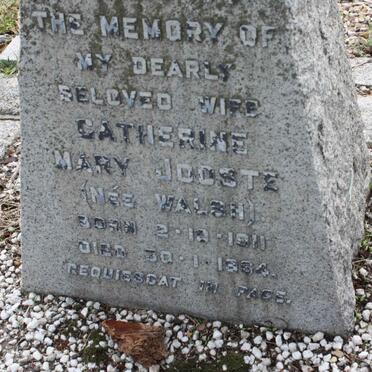 THE MEMORY OF
MY DEARLY
BELOVED WIFE
CATHERINE
MARY JOOSTE
(NÉE WALSH)
BORN 2·10·1911
DIED 30·1·1984.
REQUIESCAT IN PACE.